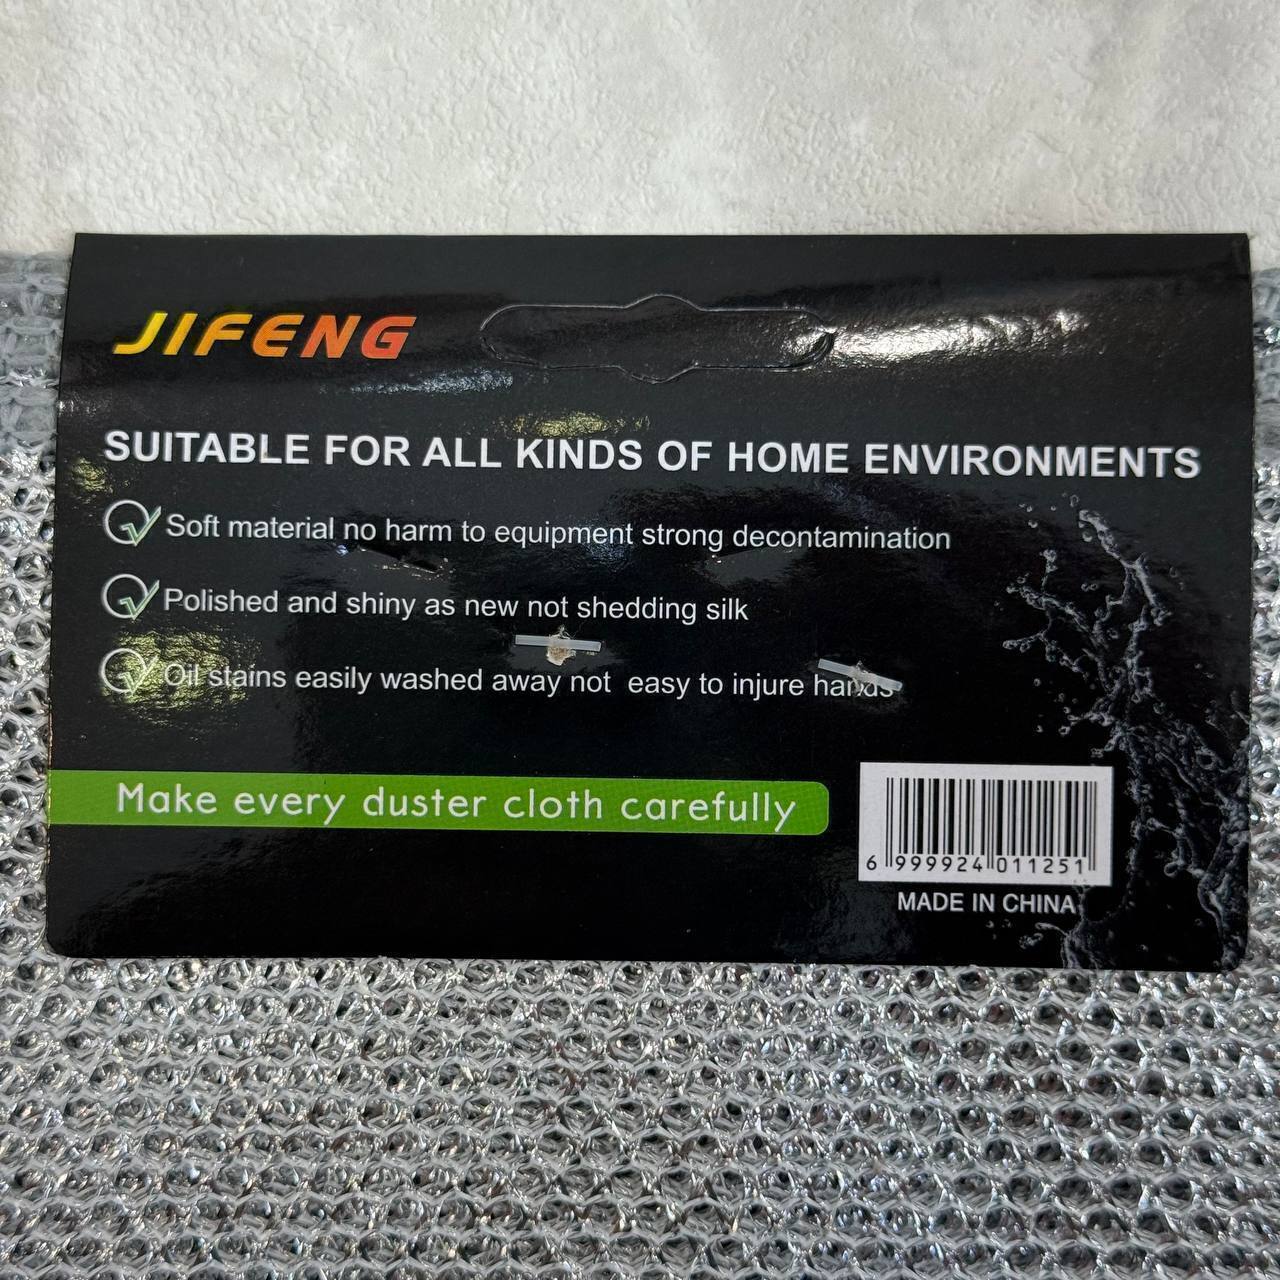 JIFENG
SUITABLE FOR ALL KINDS OF HOME ENVIRONMENTS
Soft material no harm to equipment strong decontamination
Polished and shiny as new not shedding silk
Oil stains easily washed away not easy to injure hands
Make every duster cloth carefully
6 999924 011251
MADE IN CHINA